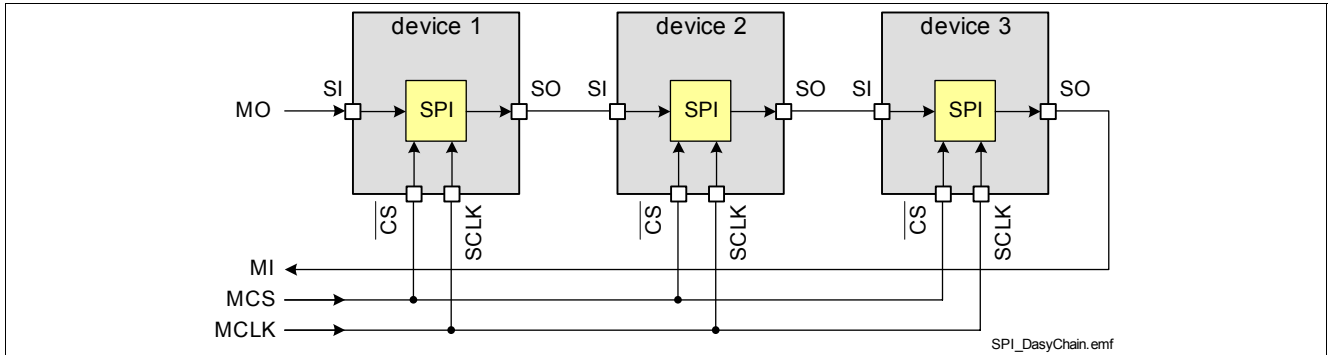 device 1
device 2
device 3
MO
SI
SPI
SO
SI
SPI
SO
SI
SPI
SO
CS
SCLK
CS
SCLK
CS
SCLK
MI
MCS
MCLK
SPI_DasyChain.emf